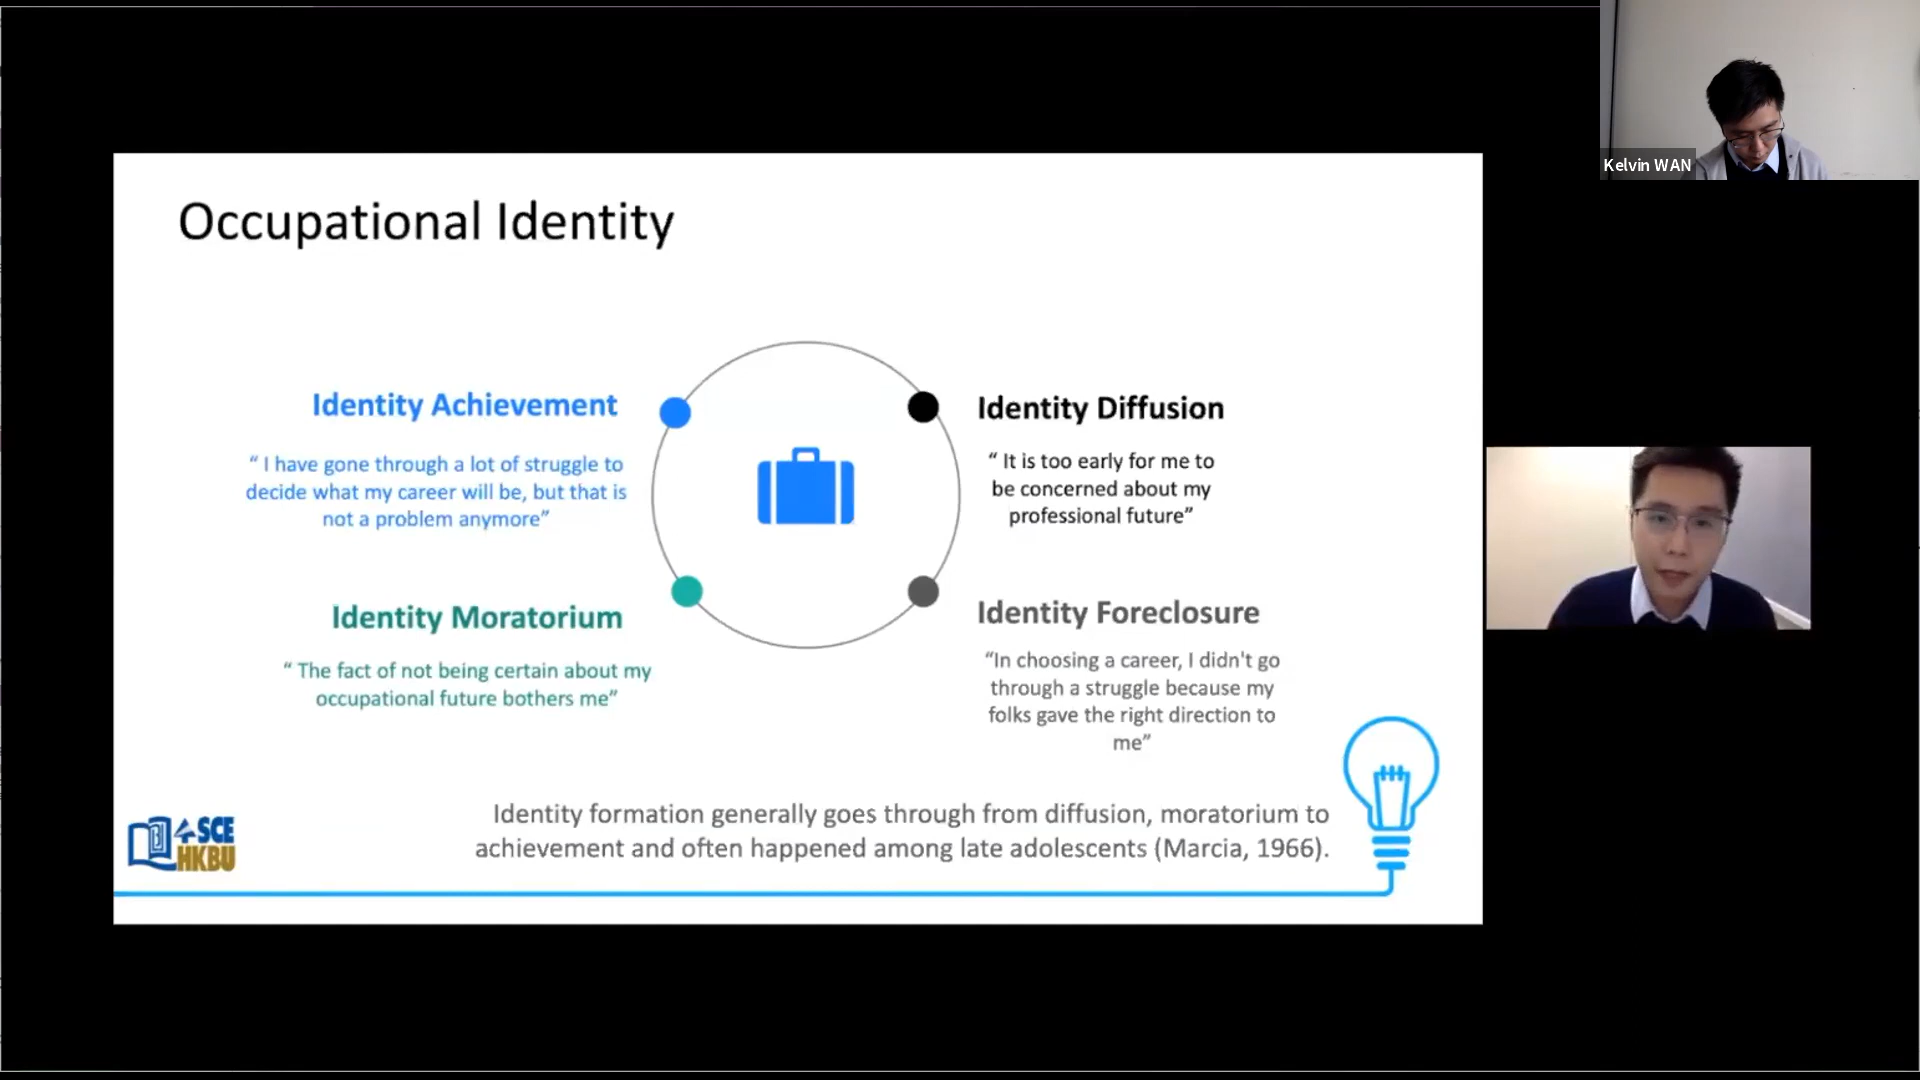 Kelvin WAN
Occupational Identity
Identity Achievement
“ I have gone through a lot of struggle to
decide what my career will be, but that is
not a problem anymore”
Identity Diffusion
“ It is too early for me to
be concerned about my
professional future”
Identity Moratorium
“ The fact of not being certain about my
occupational future bothers me”
Identity Foreclosure
“In choosing a career, I didn't go
through a struggle because my
folks gave the right direction to
me”
Identity formation generally goes through from diffusion, moratorium to
achievement and often happened among late adolescents (Marcia, 1966).
SCE
HKBU